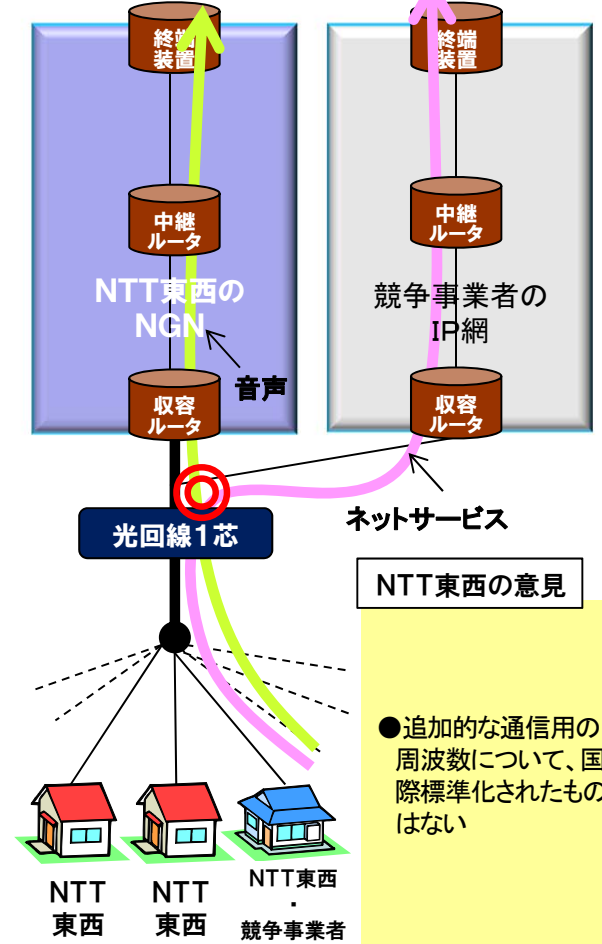 終端
装置
終端
装置
中継
ルータ
中継
ルータ
NTT東西の
NGN
競争事業者の
IP網
音声
収容
ルータ
収容
ルータ
ネットサービス
光回線1芯
NTT東西の意見
●追加的な通信用の
周波数について、国
際標準化されたもの
はない
NTT
東西
NTT
東西
NTT東西
・
競争事業者